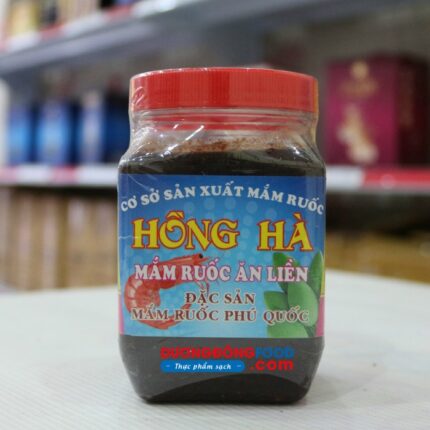 CƠ SỞ SẢN XUẤT MẮM RUỐC
HỒNG HÀ
MẮM RUỐC ĂN LIỀN
ĐẶC SẢN
MẮM RUỐC PHÚ QUỐC
DUONGDONGFOOD
Thực phẩm sạch
.com